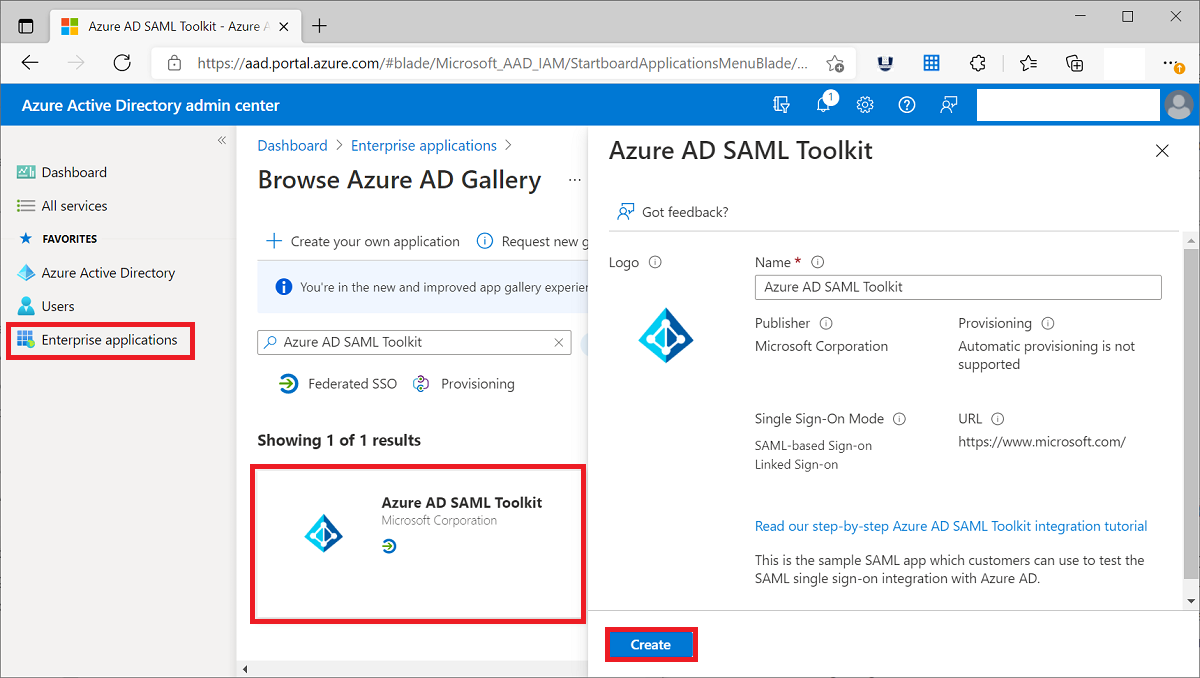 Azure AD SAML Toolkit - Azure A
https://aad.portal.azure.com/#blade/Microsoft_AAD_IAM/StartboardApplicationsMenuBlade/...
Azure Active Directory admin center
1
Dashboard
All services
FAVORITES
Azure Active Directory
Users
Enterprise applications
Dashboard > Enterprise applications >
Browse Azure AD Gallery ...
Create your own application
Request new g
You're in the new and improved app gallery experien
Azure AD SAML Toolkit
Federated SSO
Provisioning
Showing 1 of 1 results
Azure AD SAML Toolkit
Microsoft Corporation
Azure AD SAML Toolkit
Got feedback?
Logo
Name *
Azure AD SAML Toolkit
Publisher
Microsoft Corporation
Provisioning
Automatic provisioning is not
supported
Single Sign-On Mode
SAML-based Sign-on
Linked Sign-on
URL
https://www.microsoft.com/
Read our step-by-step Azure AD SAML Toolkit integration tutorial
This is the sample SAML app which customers can use to test the
SAML single sign-on integration with Azure AD.
Create